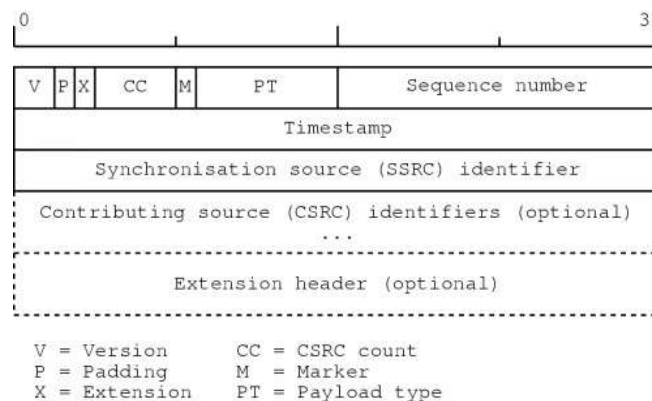 0 3
V P X CC M PT Sequence number
Timestamp
Synchronisation source (SSRC) identifier
Contributing source (CSRC) identifiers (optional)
...
Extension header (optional)
V = Version CC = CSRC count
P = Padding M = Marker
X = Extension PT = Payload type